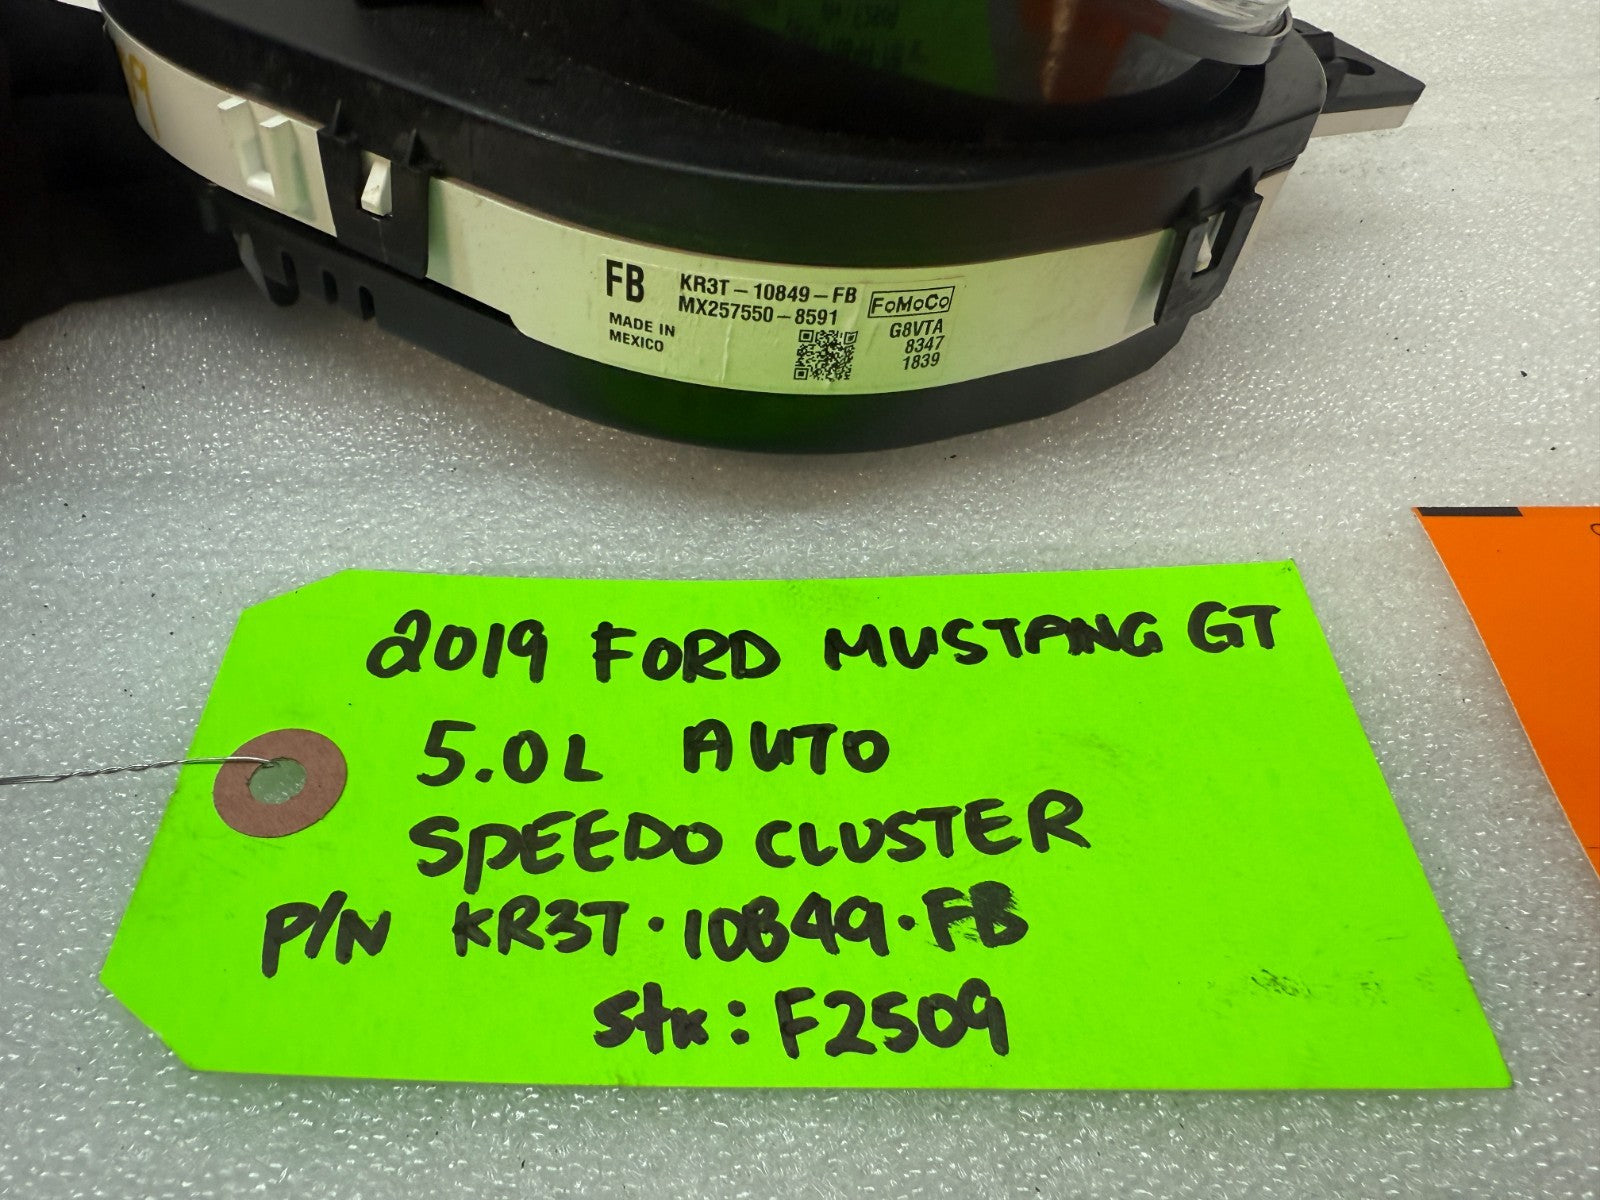 FB
KR3T-10849-FB
MX257550-8591
FoMoCo
MADE IN
MEXICO
G8VTA
8347
1839
2019 FORD MUSTANG GT
5.0L AUTO
SPEEDO CLUSTER
P/N KR3T·10849·FB
Stk: F2509